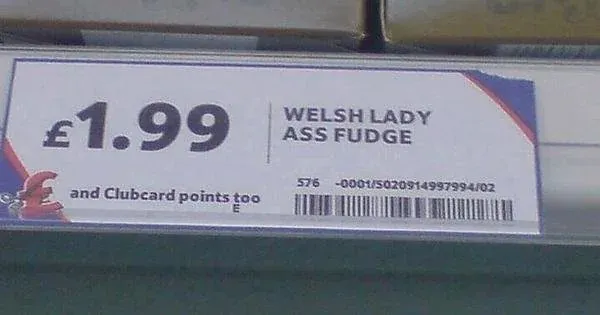 £1.99
WELSH LADY
ASS FUDGE
576 -0001/5020914997994/02
and Clubcard points too
E